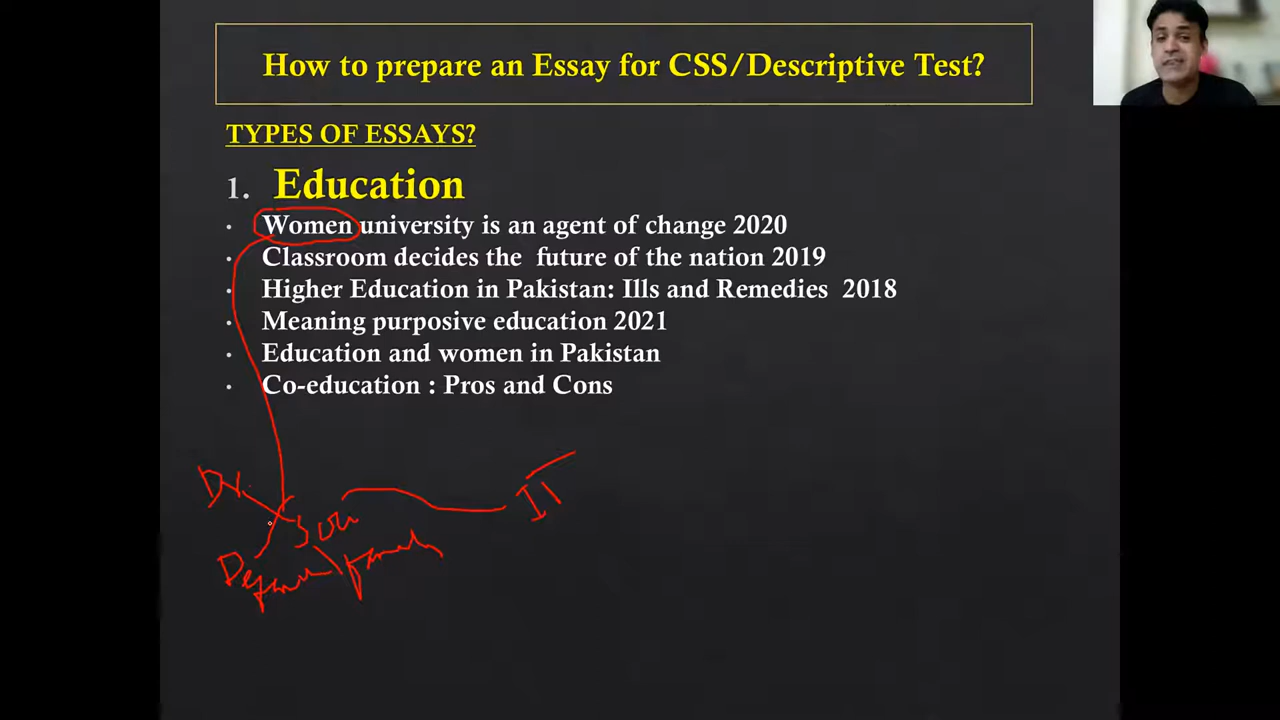 How to prepare an Essay for CSS/Descriptive Test?
TYPES OF ESSAYS?
1. Education
• Women university is an agent of change 2020
• Classroom decides the future of the nation 2019
• Higher Education in Pakistan: Ills and Remedies 2018
• Meaning purposive education 2021
• Education and women in Pakistan
• Co-education : Pros and Cons